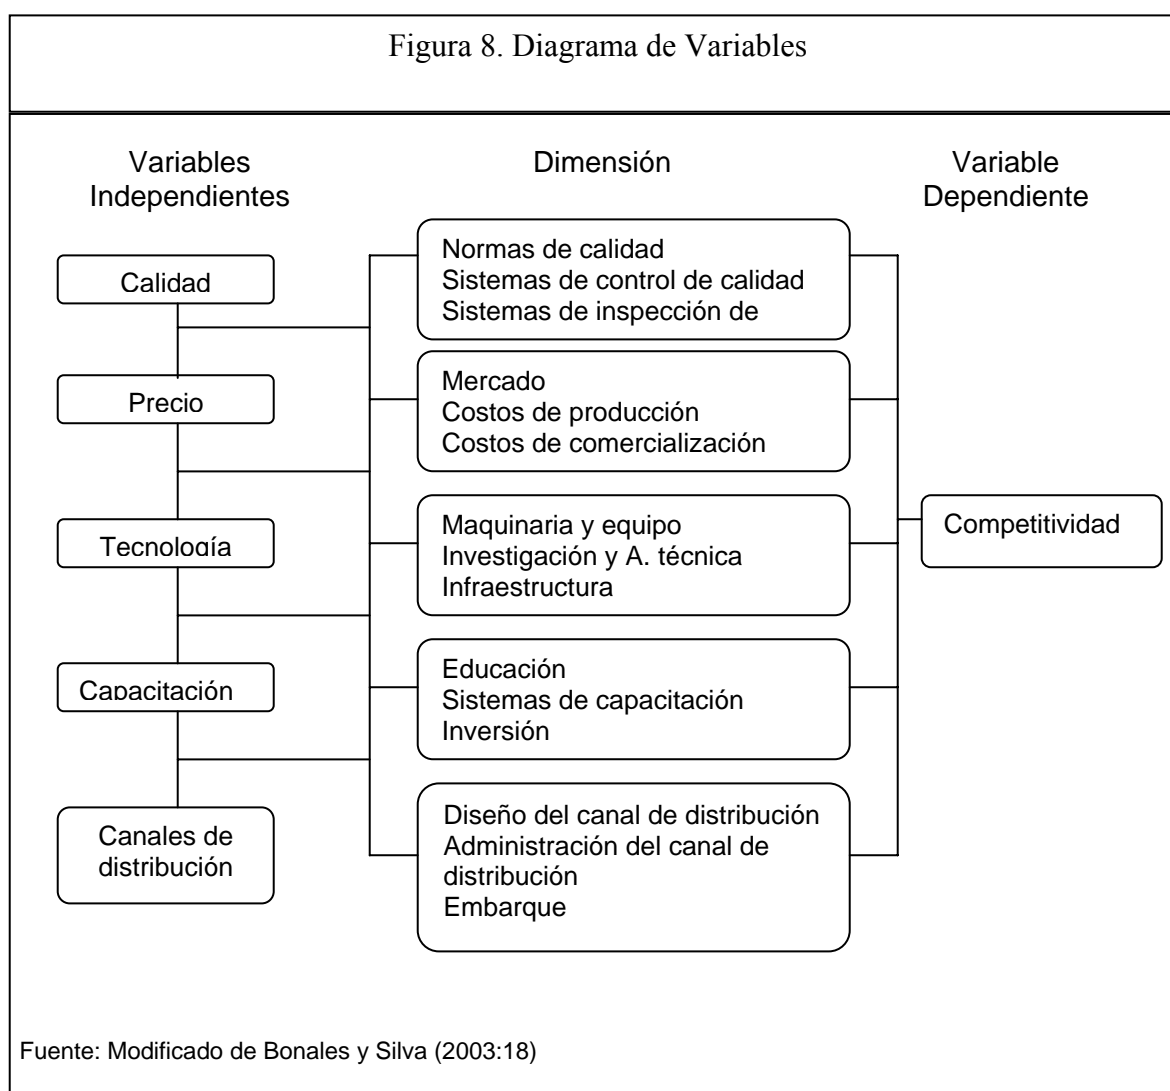 Figura 8. Diagrama de Variables
Variables
Independientes
Dimensión
Variable
Dependiente
Calidad
Precio
Tecnología
Capacitación
Canales de
distribución
Normas de calidad
Sistemas de control de calidad
Sistemas de inspección de
Mercado
Costos de producción
Costos de comercialización
Maquinaria y equipo
Investigación y A. técnica
Infraestructura
Educación
Sistemas de capacitación
Inversión
Diseño del canal de distribución
Administración del canal de
distribución
Embarque
Competitividad
Fuente: Modificado de Bonales y Silva (2003:18)